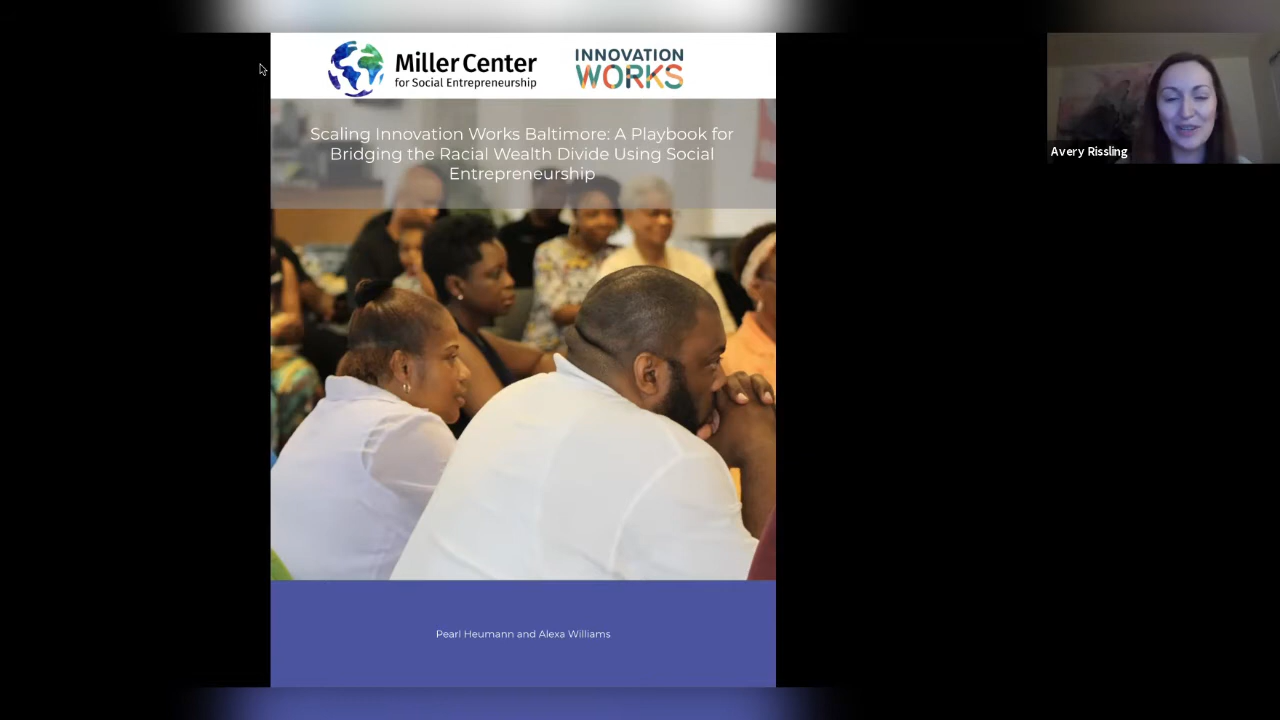 Miller Center
for Social Entrepreneurship
INNOVATION
WORKS
Scaling Innovation Works Baltimore: A Playbook for
Bridging the Racial Wealth Divide Using Social
Entrepreneurship
Avery Rissling
Pearl Heumann and Alexa Williams